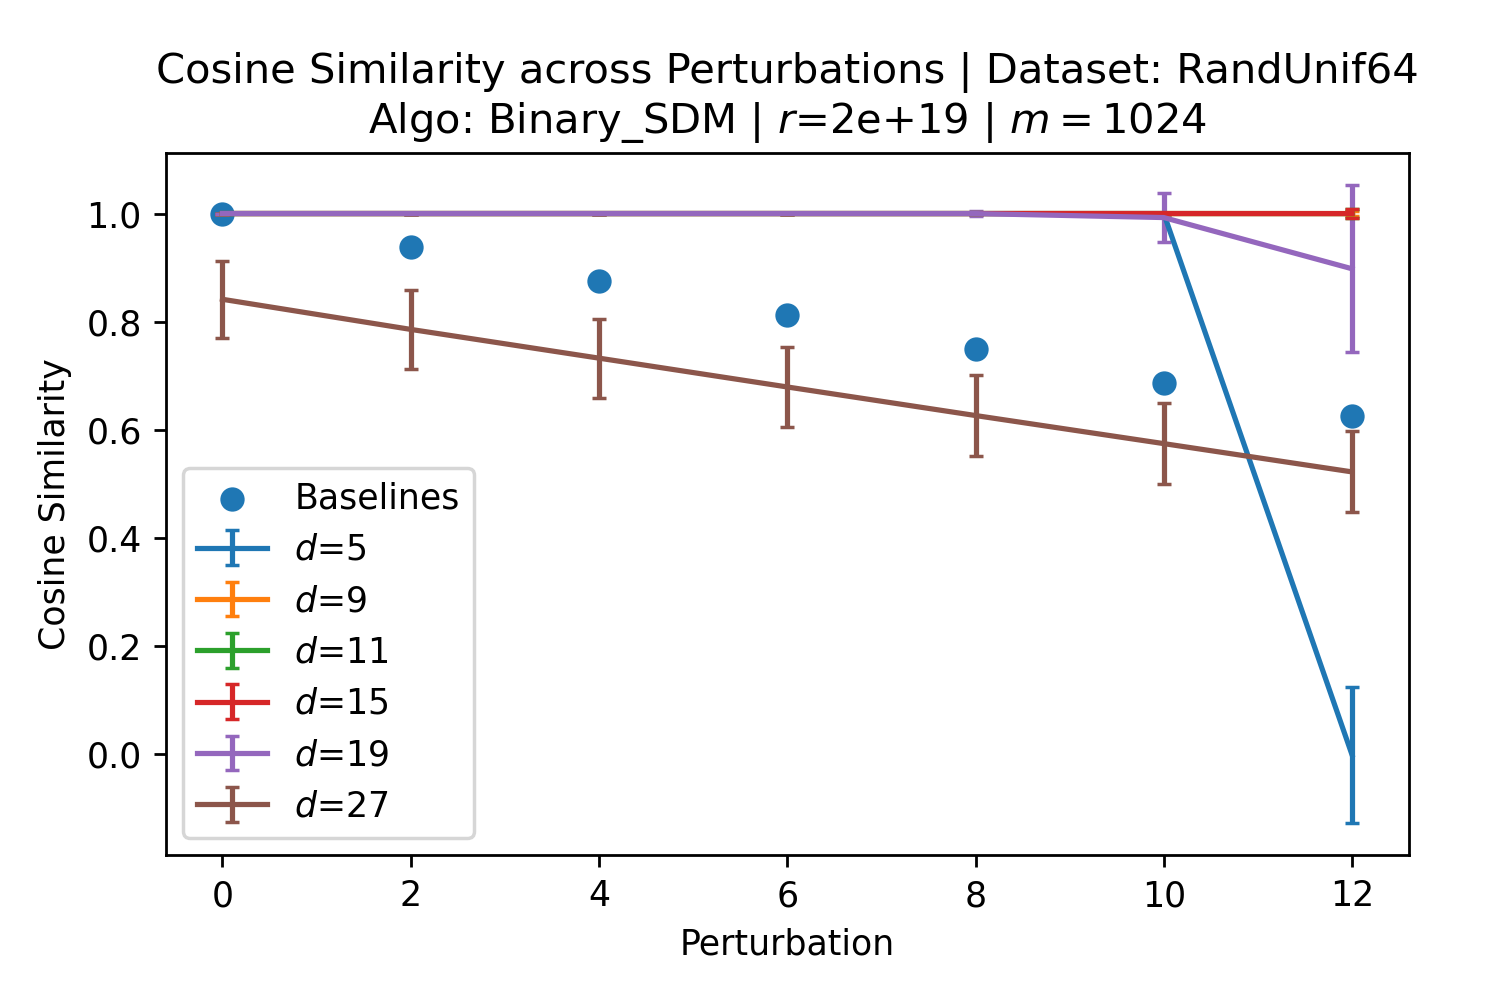 Cosine Similarity across Perturbations | Dataset: RandUnif64
Algo: Binary_SDM | r=2e+19 | m = 1024
Cosine Similarity
1.0
0.8
0.6
0.4
0.2
0.0
Baselines
d=5
d=9
d=11
d=15
d=19
d=27
0 2 4 6 8 10 12
Perturbation